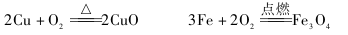 2Cu + O₂ ≜ 2CuO 3Fe + 2O₂ 点燃 Fe₃O₄